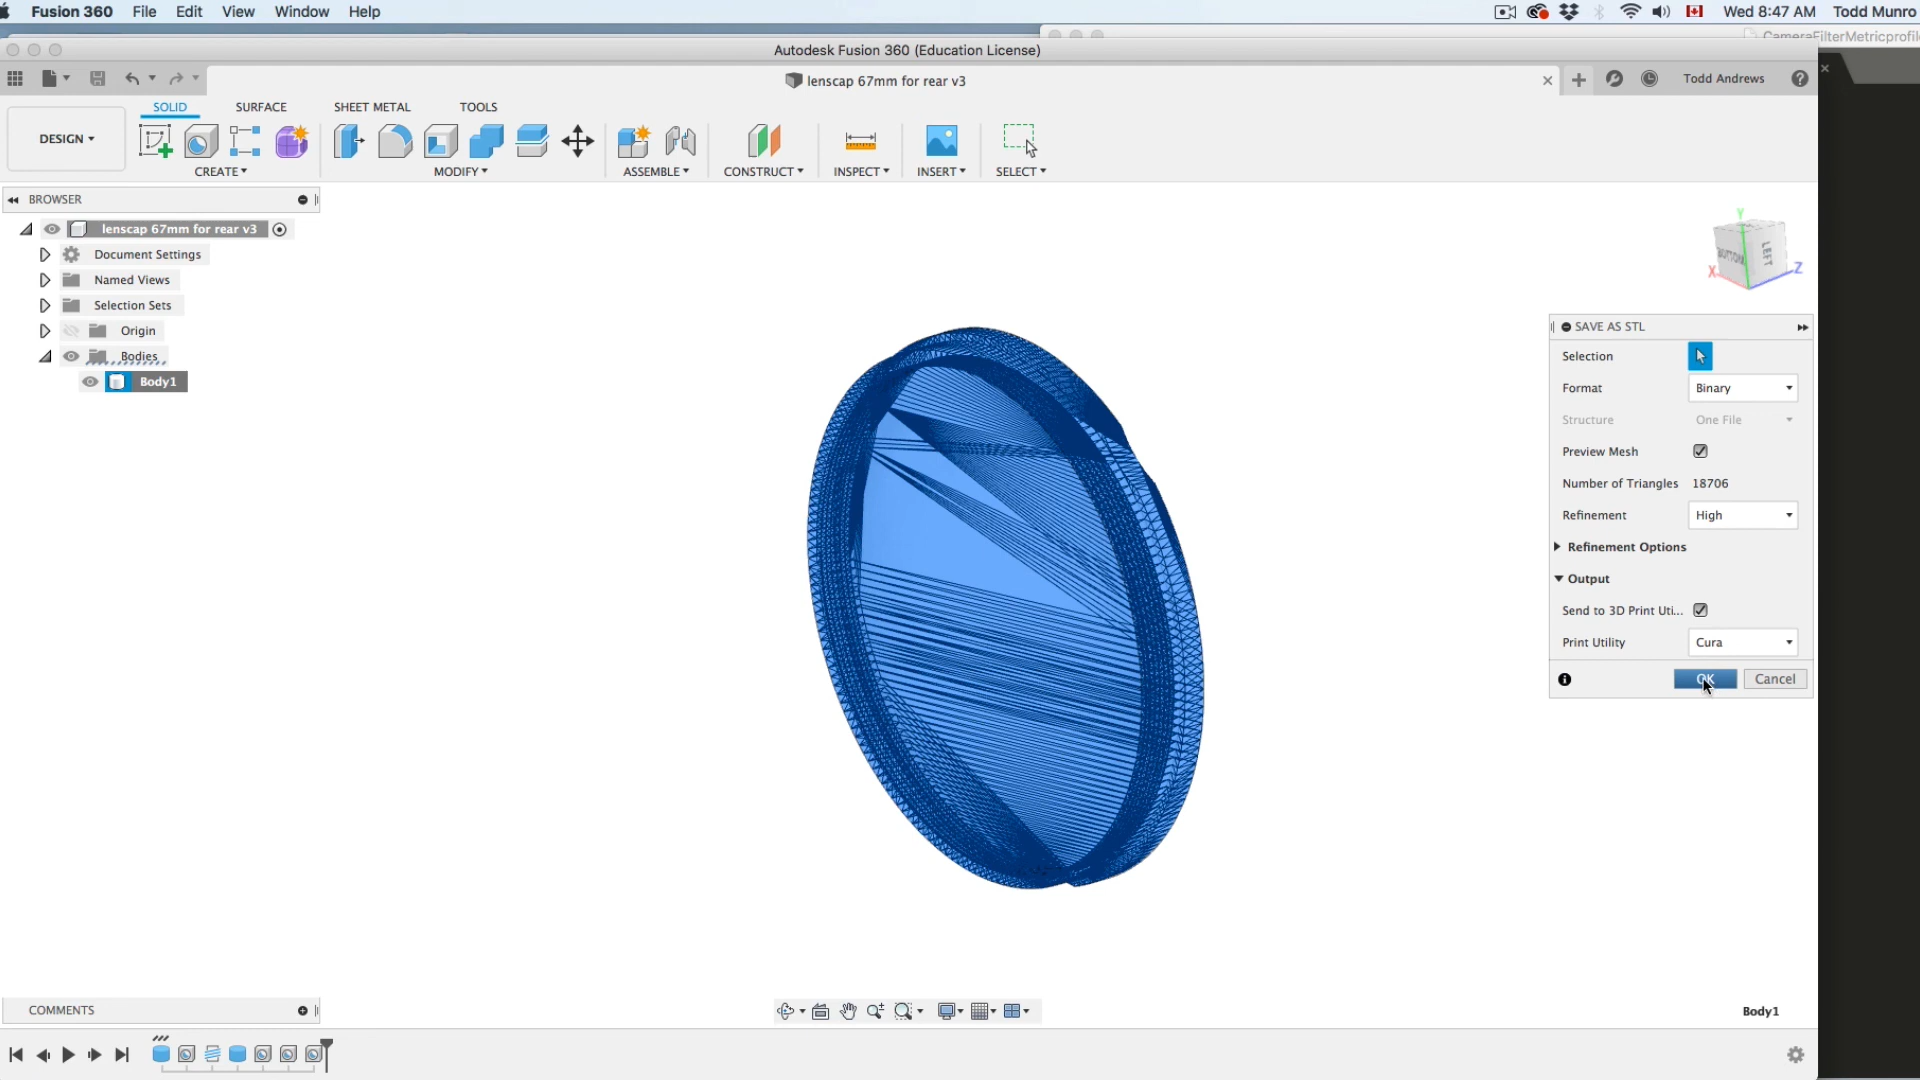 Fusion 360 File Edit View Window Help Wed 8:47 AM Todd Munro
CameraFilterMetricprofile
Autodesk Fusion 360 (Education License)
lenscap 67mm for rear v3 Todd Andrews
SOLID SURFACE SHEET METAL TOOLS
DESIGN
CREATE MODIFY ASSEMBLE CONSTRUCT INSPECT INSERT SELECT
BROWSER
lenscap 67mm for rear v3
Document Settings
Named Views
Selection Sets
Origin
Bodies
Body1
Y
BOTTOM LEFT
X Z
SAVE AS STL
Selection
Format Binary
Structure One File
Preview Mesh
Number of Triangles 18706
Refinement High
Refinement Options
Output
Send to 3D Print Uti...
Print Utility Cura
OK Cancel
COMMENTS
Body1